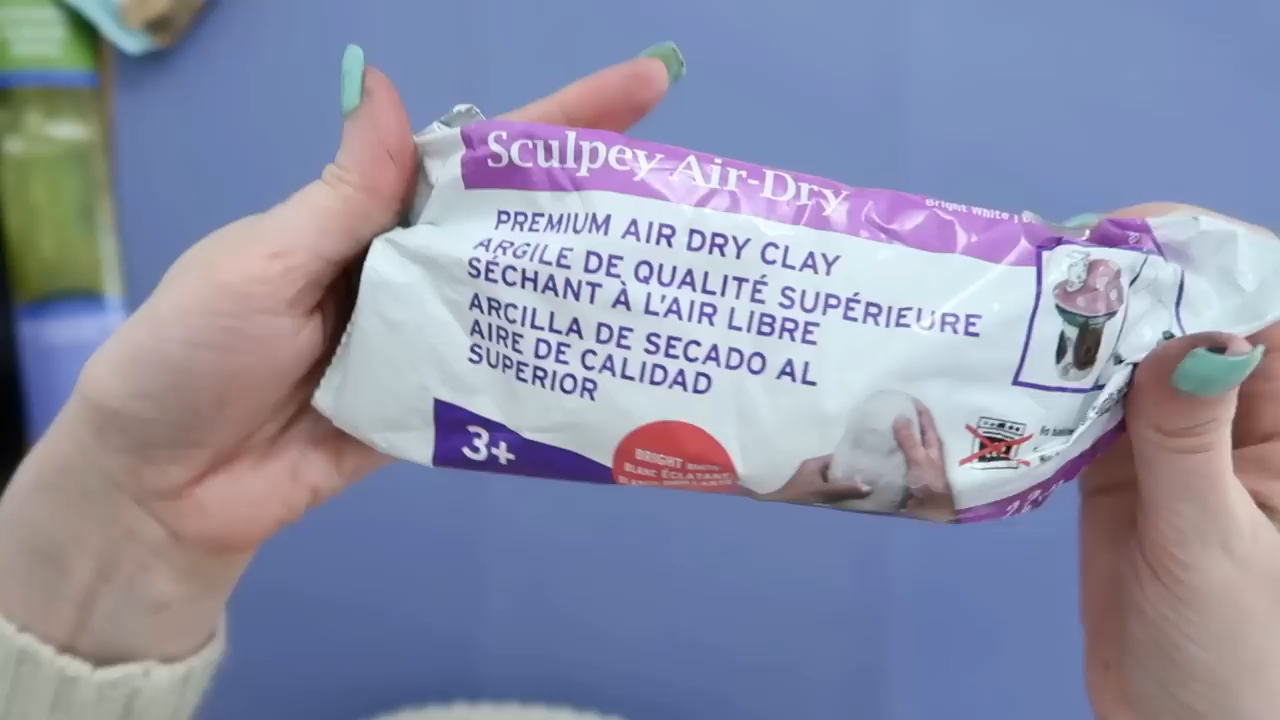 Sculpey Air-Dry
Bright White |
PREMIUM AIR DRY CLAY
ARGILE DE QUALITÉ SUPÉRIEURE
SÉCHANT À L'AIR LIBRE
ARCILLA DE SECADO AL
AIRE DE CALIDAD
SUPERIOR
3+
BRIGHT WHITE
BLANC ÉCLATANT